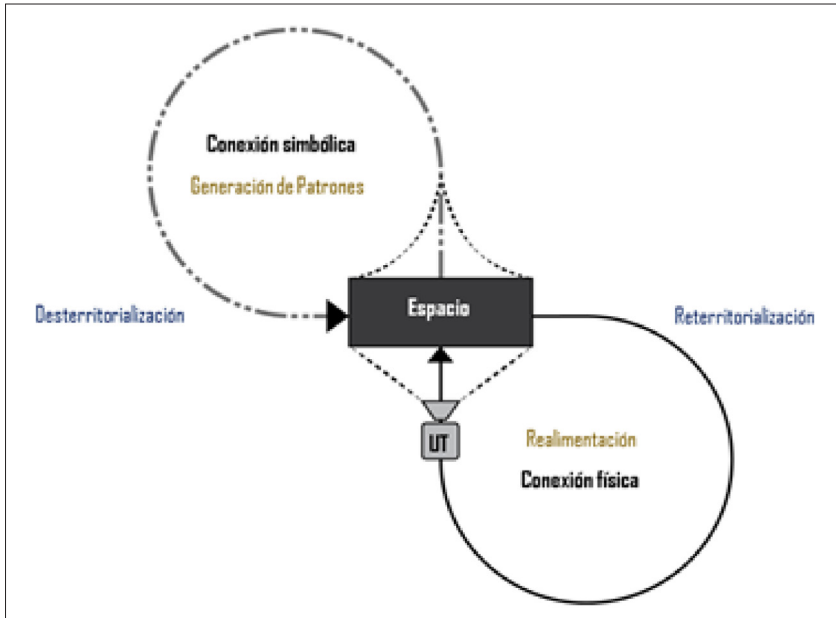 Conexión simbólica
Generación de Patrones
Desterritorialización
Espacio
Reterritorialización
UT
Realimentación
Conexión física